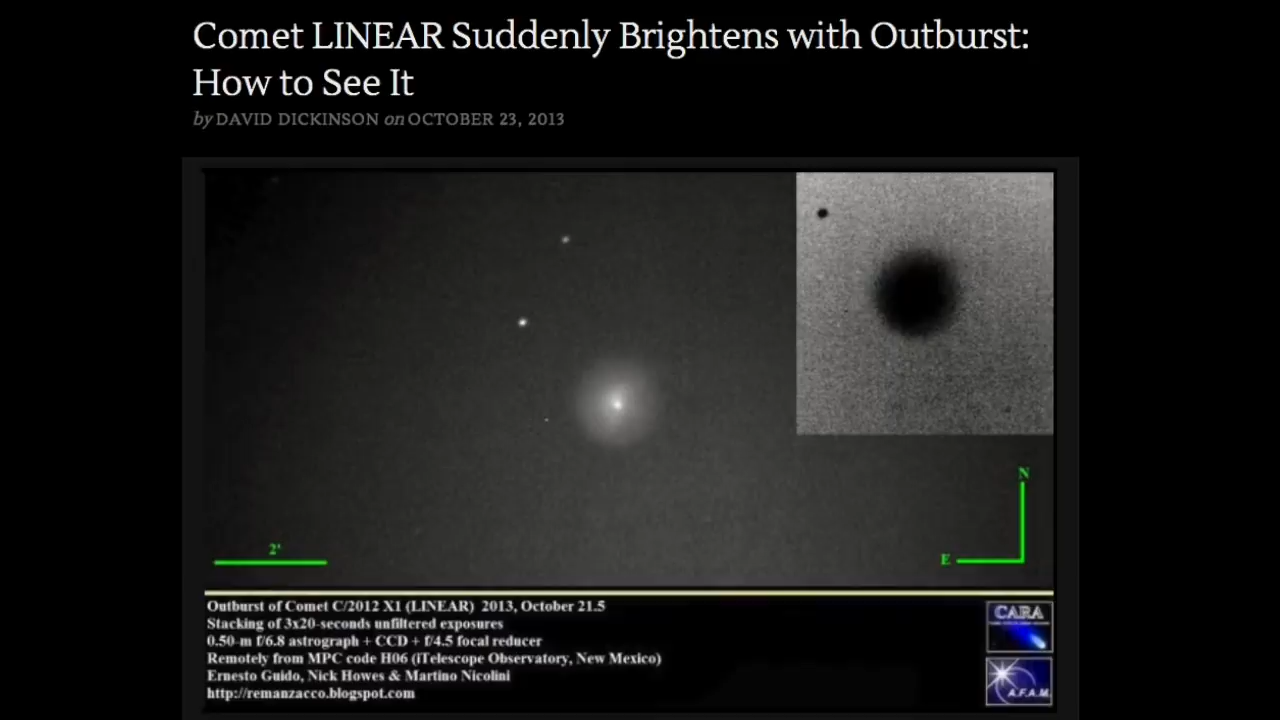 Comet LINEAR Suddenly Brightens with Outburst:
How to See It
by DAVID DICKINSON on OCTOBER 23, 2013
N
2'
E
Outburst of Comet C/2012 X1 (LINEAR) 2013, October 21.5
Stacking of 3x20-seconds unfiltered exposures
0.50-m f/6.8 astrograph + CCD + f/4.5 focal reducer
Remotely from MPC code H06 (iTelescope Observatory, New Mexico)
Ernesto Guido, Nick Howes & Martino Nicolini
http://remanzacco.blogspot.com
CARA
A.F.A.M.